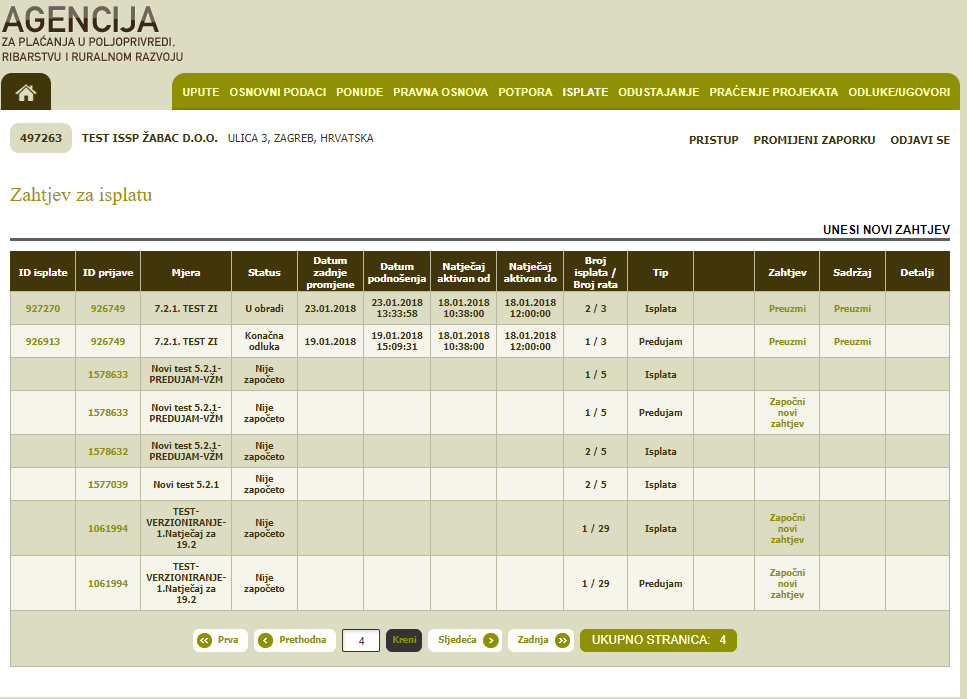 AGENCIJA
ZA PLAĆANJA U POLJOPRIVREDI,
RIBARSTVU I RURALNOM RAZVOJU
UPUTE OSNOVNI PODACI PONUDE PRAVNA OSNOVA POTPORA ISPLATE ODUSTAJANJE PRAĆENJE PROJEKATA ODLUKE/UGOVORI
497263 TEST ISSP ŽABAC D.O.O. ULICA 3, ZAGREB, HRVATSKA
PRISTUP PROMIJENI ZAPORKU ODJAVI SE
Zahtjev za isplatu
UNESI NOVI ZAHTJEV
ID isplate ID prijave Mjera Status Datum zadnje promjene Datum podnošenja Natječaj aktivan od Natječaj aktivan do Broj isplata / Broj rata Tip Zahtjev Sadržaj Detalji
927270 926749 7.2.1. TEST ZI U obradi 23.01.2018 23.01.2018 13:33:58 18.01.2018 10:38:00 18.01.2018 12:00:00 2 / 3 Isplata Preuzmi Preuzmi
926913 926749 7.2.1. TEST ZI Konačna odluka 19.01.2018 19.01.2018 15:09:31 18.01.2018 10:38:00 18.01.2018 12:00:00 1 / 3 Predujam Preuzmi Preuzmi
1578633 Novi test 5.2.1-PREDUJAM-VŽM Nije započeto 1 / 5 Isplata
1578633 Novi test 5.2.1-PREDUJAM-VŽM Nije započeto 1 / 5 Predujam Započni novi zahtjev
1578632 Novi test 5.2.1-PREDUJAM-VŽM Nije započeto 2 / 5 Isplata
1577039 Novi test 5.2.1 Nije započeto 2 / 5 Isplata
1061994 TEST-VERZIONIRANJE-1.Natječaj za 19.2 Nije započeto 1 / 29 Isplata Započni novi zahtjev
1061994 TEST-VERZIONIRANJE-1.Natječaj za 19.2 Nije započeto 1 / 29 Predujam Započni novi zahtjev
Prva Prethodna 4 Kreni Sljedeća Zadnja UKUPNO STRANICA: 4